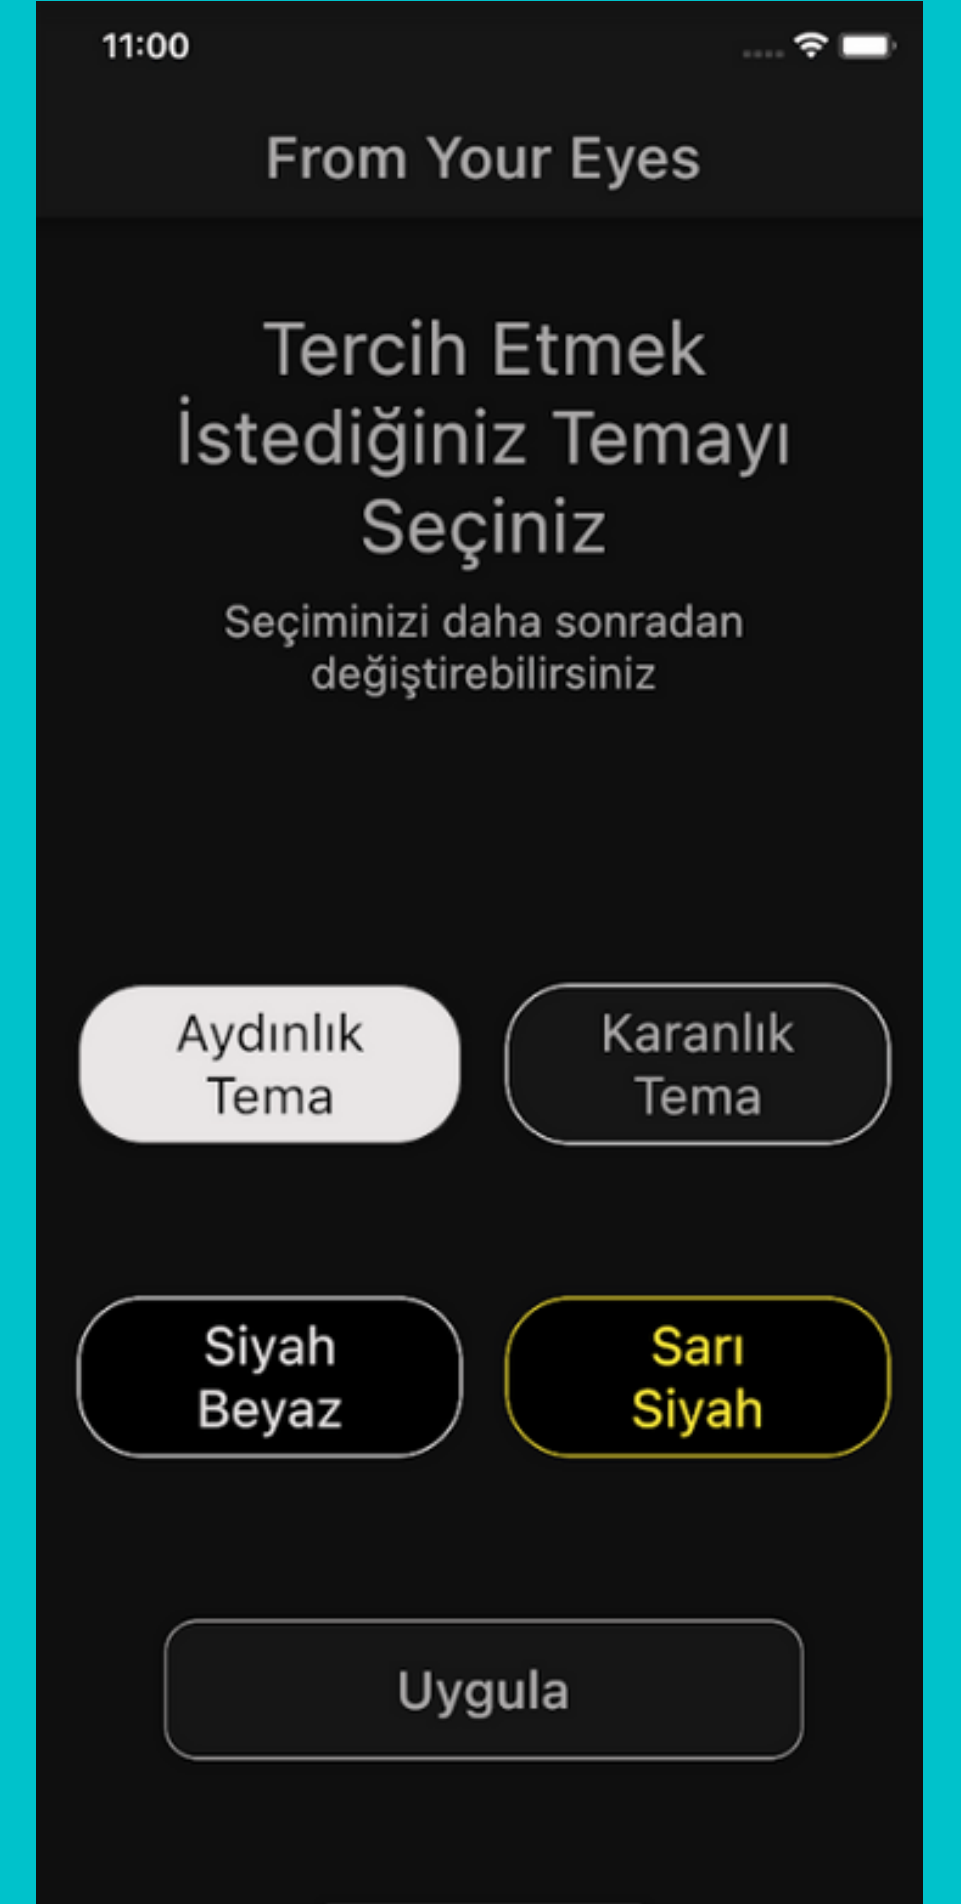 11:00
From Your Eyes
Tercih Etmek
İstediğiniz Temayı
Seçiniz
Seçiminizi daha sonradan
değiştirebilirsiniz
Aydınlık
Tema
Karanlık
Tema
Siyah
Beyaz
Sarı
Siyah
Uygula